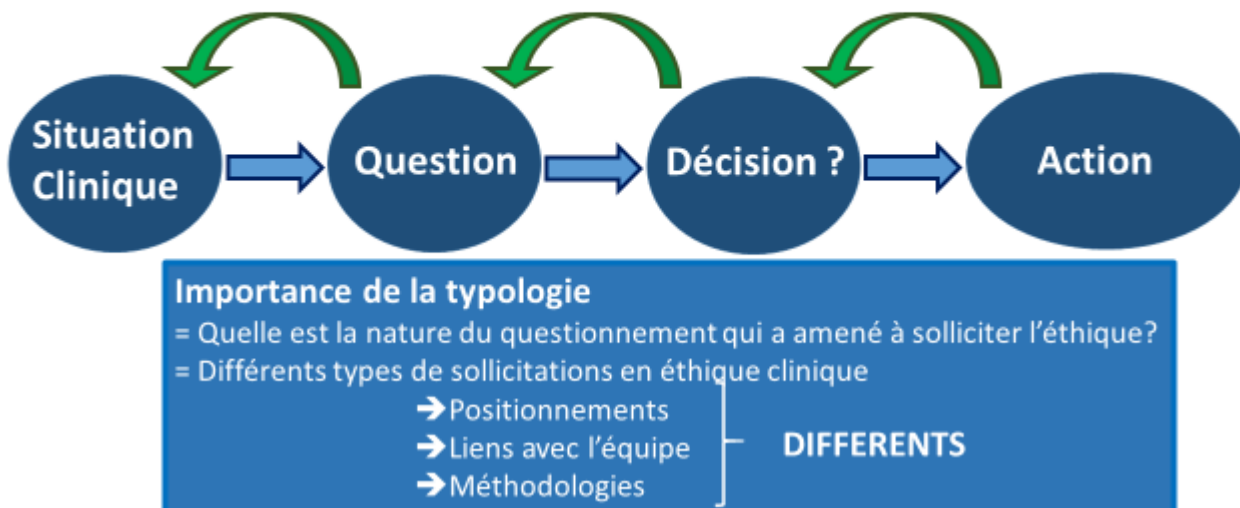 Situation
Clinique
Question
Décision ?
Action
Importance de la typologie
= Quelle est la nature du questionnement qui a amené à solliciter l'éthique?
= Différents types de sollicitations en éthique clinique
➔Positionnements
➔Liens avec l'équipe
DIFFERENTS
➔Méthodologies